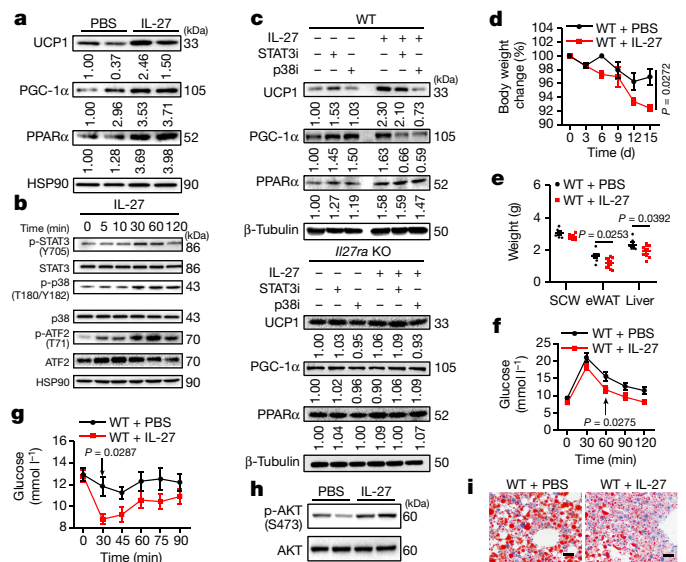 a
PBS IL-27
(kDa)
UCP1 33
1.00 0.37 2.46 1.50
PGC-1α 105
1.00 2.96 3.53 3.71
PPARα 52
1.00 1.28 3.69 3.98
HSP90 90
b
IL-27
Time (min) 0 5 10 30 60 120
(kDa)
p-STAT3
(Y705) 86
STAT3 86
p-p38
(T180/Y182) 43
p38 43
p-ATF2
(T71) 70
ATF2 70
HSP90 90
c
WT
IL-27 − − − + + +
STAT3i − + − − + −
p38i − − + − − +
UCP1 33
1.00 1.53 1.03 2.30 2.10 0.73
PGC-1α 105
1.00 1.45 1.50 1.63 0.66 0.59
PPARα 52
1.00 1.27 1.19 1.58 1.59 1.47
β-Tubulin 50
Il27ra KO
IL-27 − − − + + +
STAT3i − + − − + −
p38i − − + − − +
UCP1 33
1.00 1.03 0.95 1.06 1.09 0.93
PGC-1α 105
1.00 1.02 0.96 0.90 1.06 1.09
PPARα 52
1.00 1.04 1.00 1.09 1.00 1.07
β-Tubulin 50
d
WT + PBS
WT + IL-27
Body weight
change (%)
102
100
98
96
94
92
90
P = 0.0272
0 3 6 9 12 15
Time (d)
e
WT + PBS
WT + IL-27
Weight (g)
6
4
2
0
P = 0.0392
P = 0.0253
SCW eWAT Liver
f
WT + PBS
WT + IL-27
Glucose
mmol l−1)
25
20
15
10
5
0
P = 0.0275
0 30 60 90 120
Time (min)
g
WT + PBS
WT + IL-27
Glucose
(mmol l−1)
16
14
12
10
8
P = 0.0287
0 30 45 60 75 90
Time (min)
h
PBS IL-27
(kDa)
p-AKT
(S473) 60
AKT 60
i
WT + PBS WT + IL-27